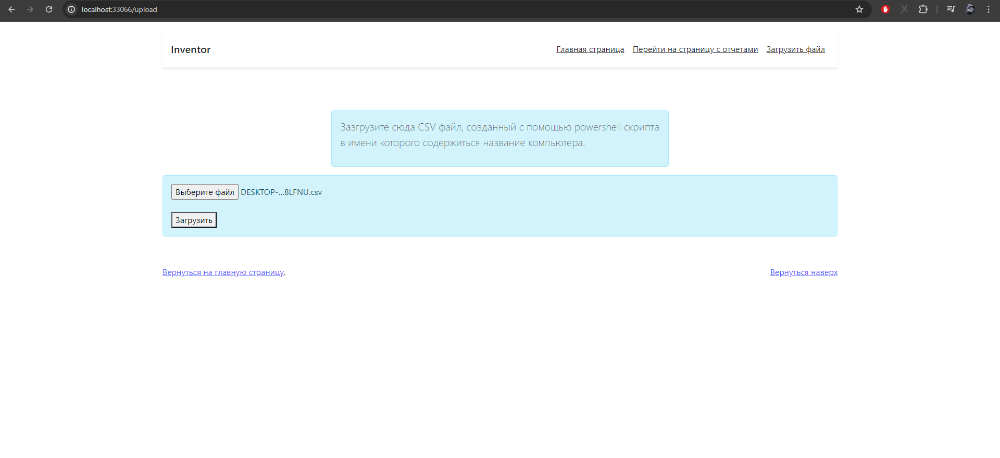 localhost:33066/upload
Inventor
Главная страница Перейти на страницу с отчетами Загрузить файл
Зазгрузите сюда CSV файл, созданный с помощью powershell скрипта
в имени которого содержиться название компьютера.
Выберите файл DESKTOP-...8LFNU.csv
Загрузить
Вернуться на главную страницу. Вернуться наверх